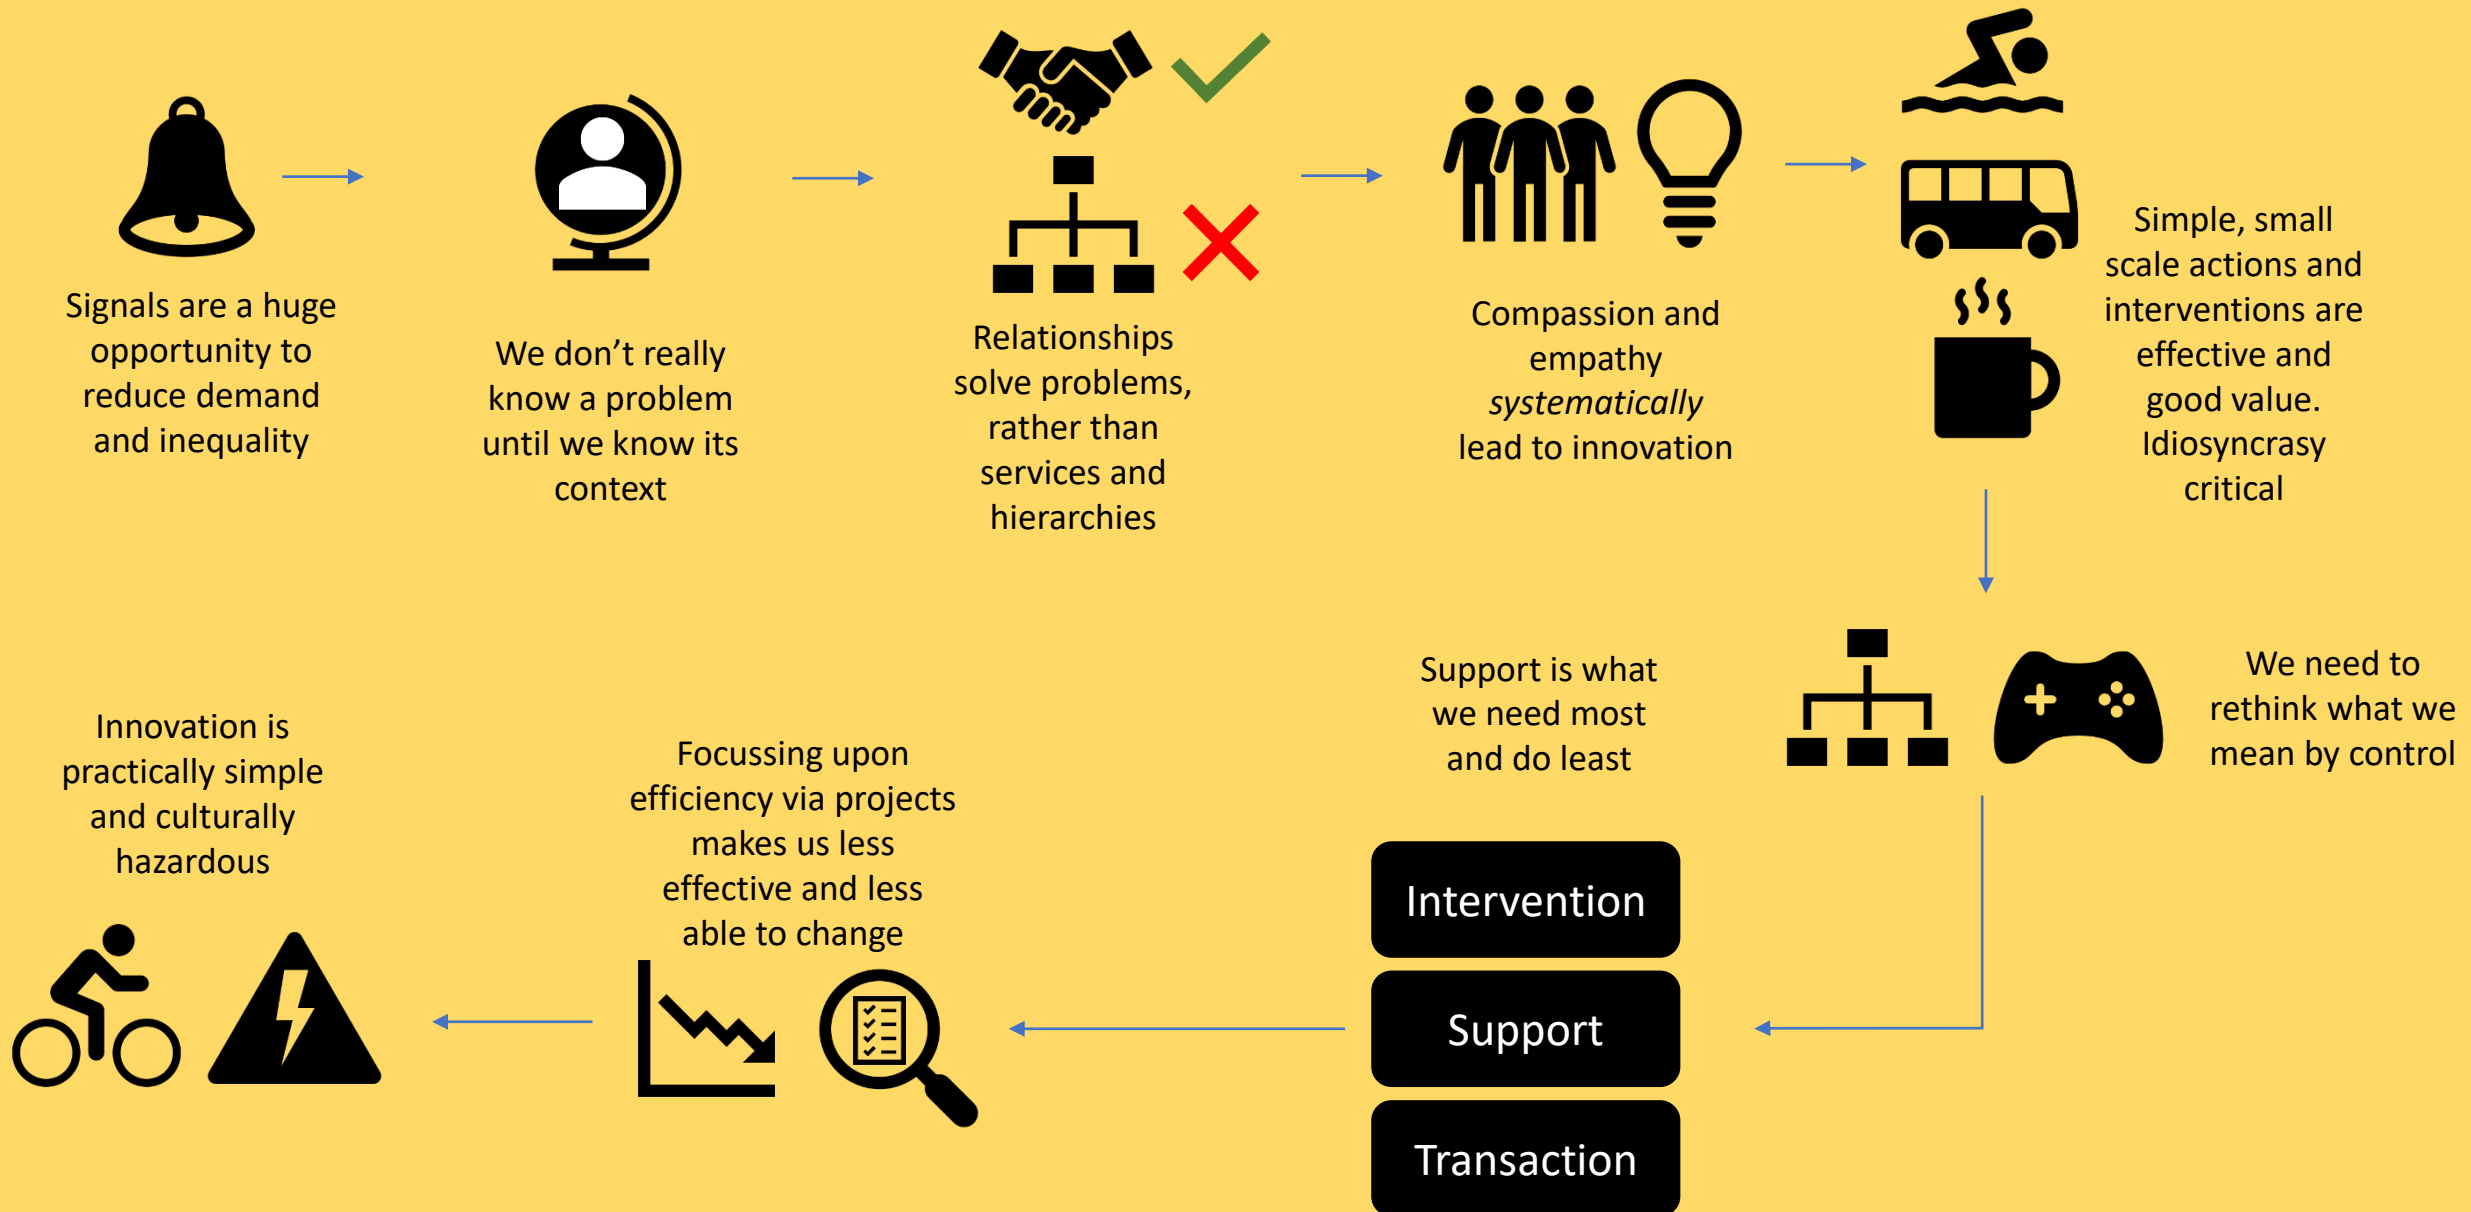 Signals are a huge
opportunity to
reduce demand
and inequality
We don’t really
know a problem
until we know its
context
Relationships
solve problems,
rather than
services and
hierarchies
Compassion and
empathy
systematically
lead to innovation
Simple, small
scale actions and
interventions are
effective and
good value.
Idiosyncrasy
critical
We need to
rethink what we
mean by control
Support is what
we need most
and do least
Intervention
Support
Transaction
Focussing upon
efficiency via projects
makes us less
effective and less
able to change
Innovation is
practically simple
and culturally
hazardous